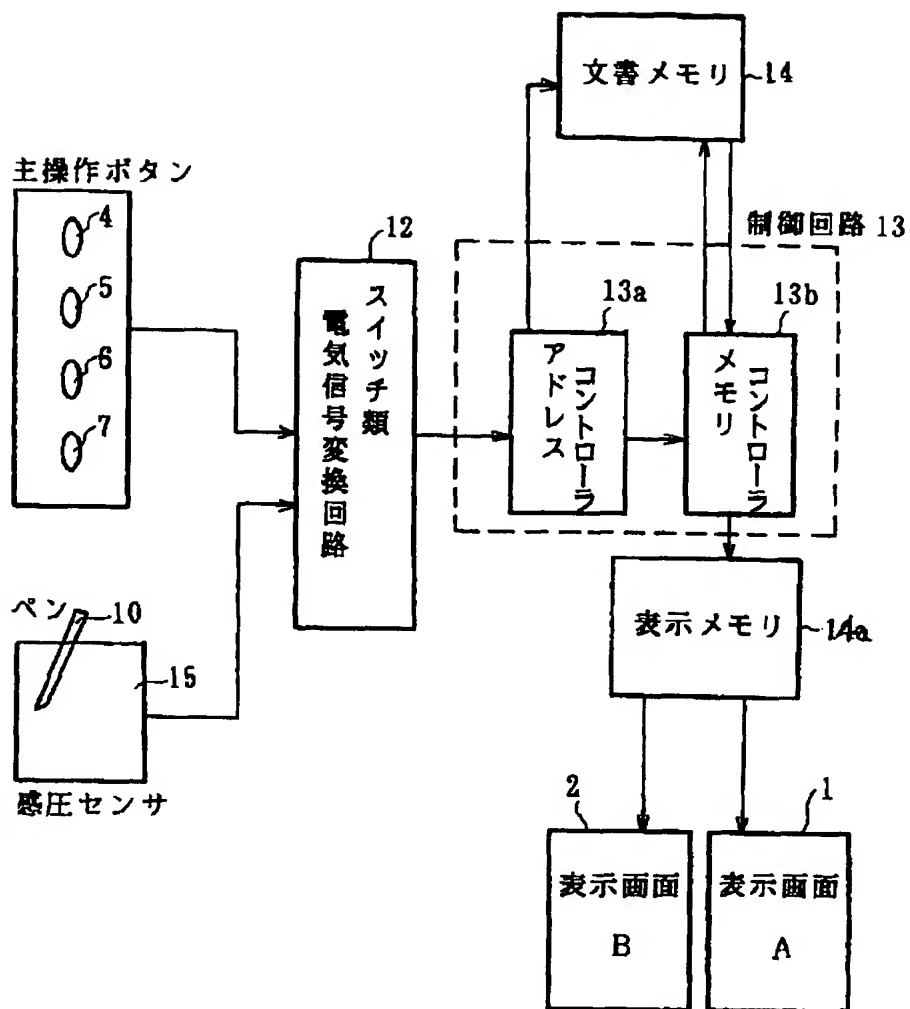 文書メモリ
14
主操作ボタン
4
5
6
7
12
スイッチ類
電気信号変換回路
制御回路 13
13a
アドレス
コントローラ
13b
メモリ
コントローラ
ペン
10
15
感圧センサ
表示メモリ
14a
2
表示画面
B
1
表示画面
A